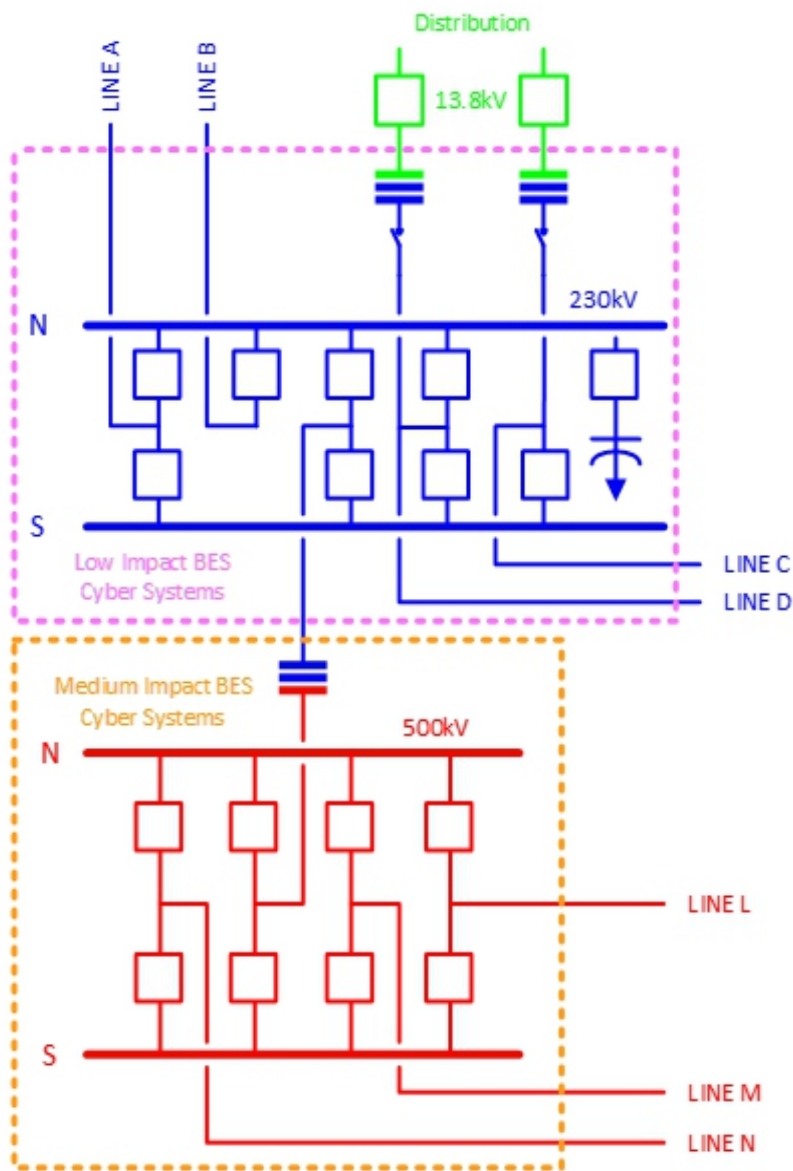 Distribution
LINE A
LINE B
13.8kV
230kV
N
S
Low Impact BES
Cyber Systems
LINE C
LINE D
Medium Impact BES
Cyber Systems
500kV
N
LINE L
S
LINE M
LINE N